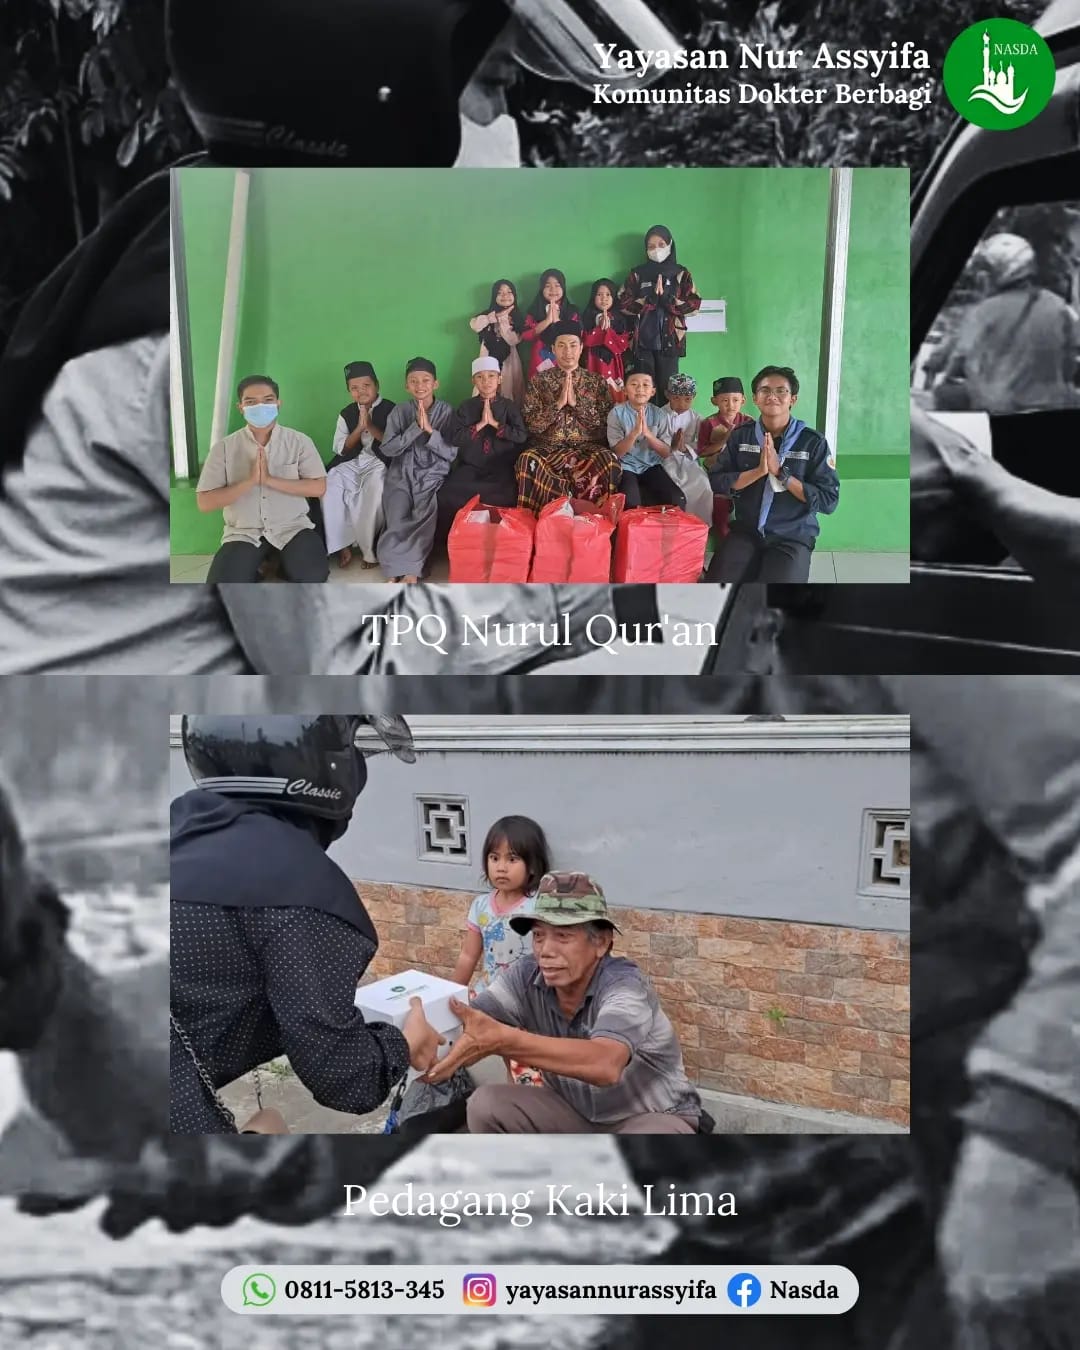 Yayasan Nur Assyifa
Komunitas Dokter Berbagi
NASDA
Classic
TPQ Nurul Qur'an
Classic
Pedagang Kaki Lima
0811-5813-345 yayasannurassyifa Nasda